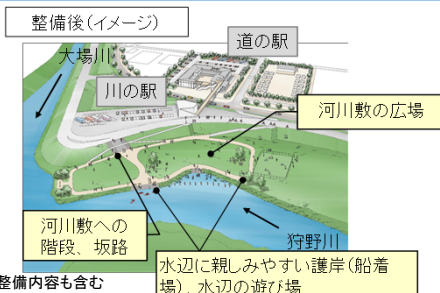 整備後(イメージ)
大場川
道の駅
川の駅
河川敷の広場
河川敷への
階段、坂路
狩野川
水辺に親しみやすい護岸(船着
場)、水辺の遊び場
整備内容も含む